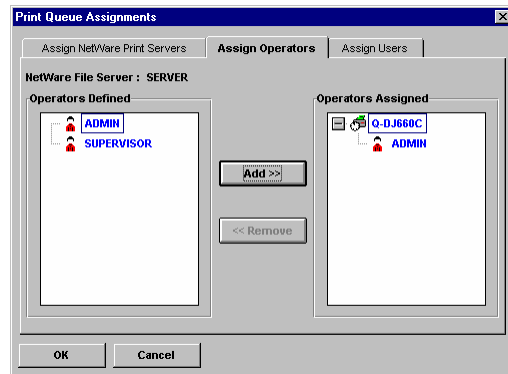 Print Queue Assignments
Assign NetWare Print Servers
Assign Operators
Assign Users
NetWare File Server : SERVER
Operators Defined
ADMIN
SUPERVISOR
Add >>
<< Remove
Operators Assigned
Q-DJ660C
ADMIN
OK
Cancel